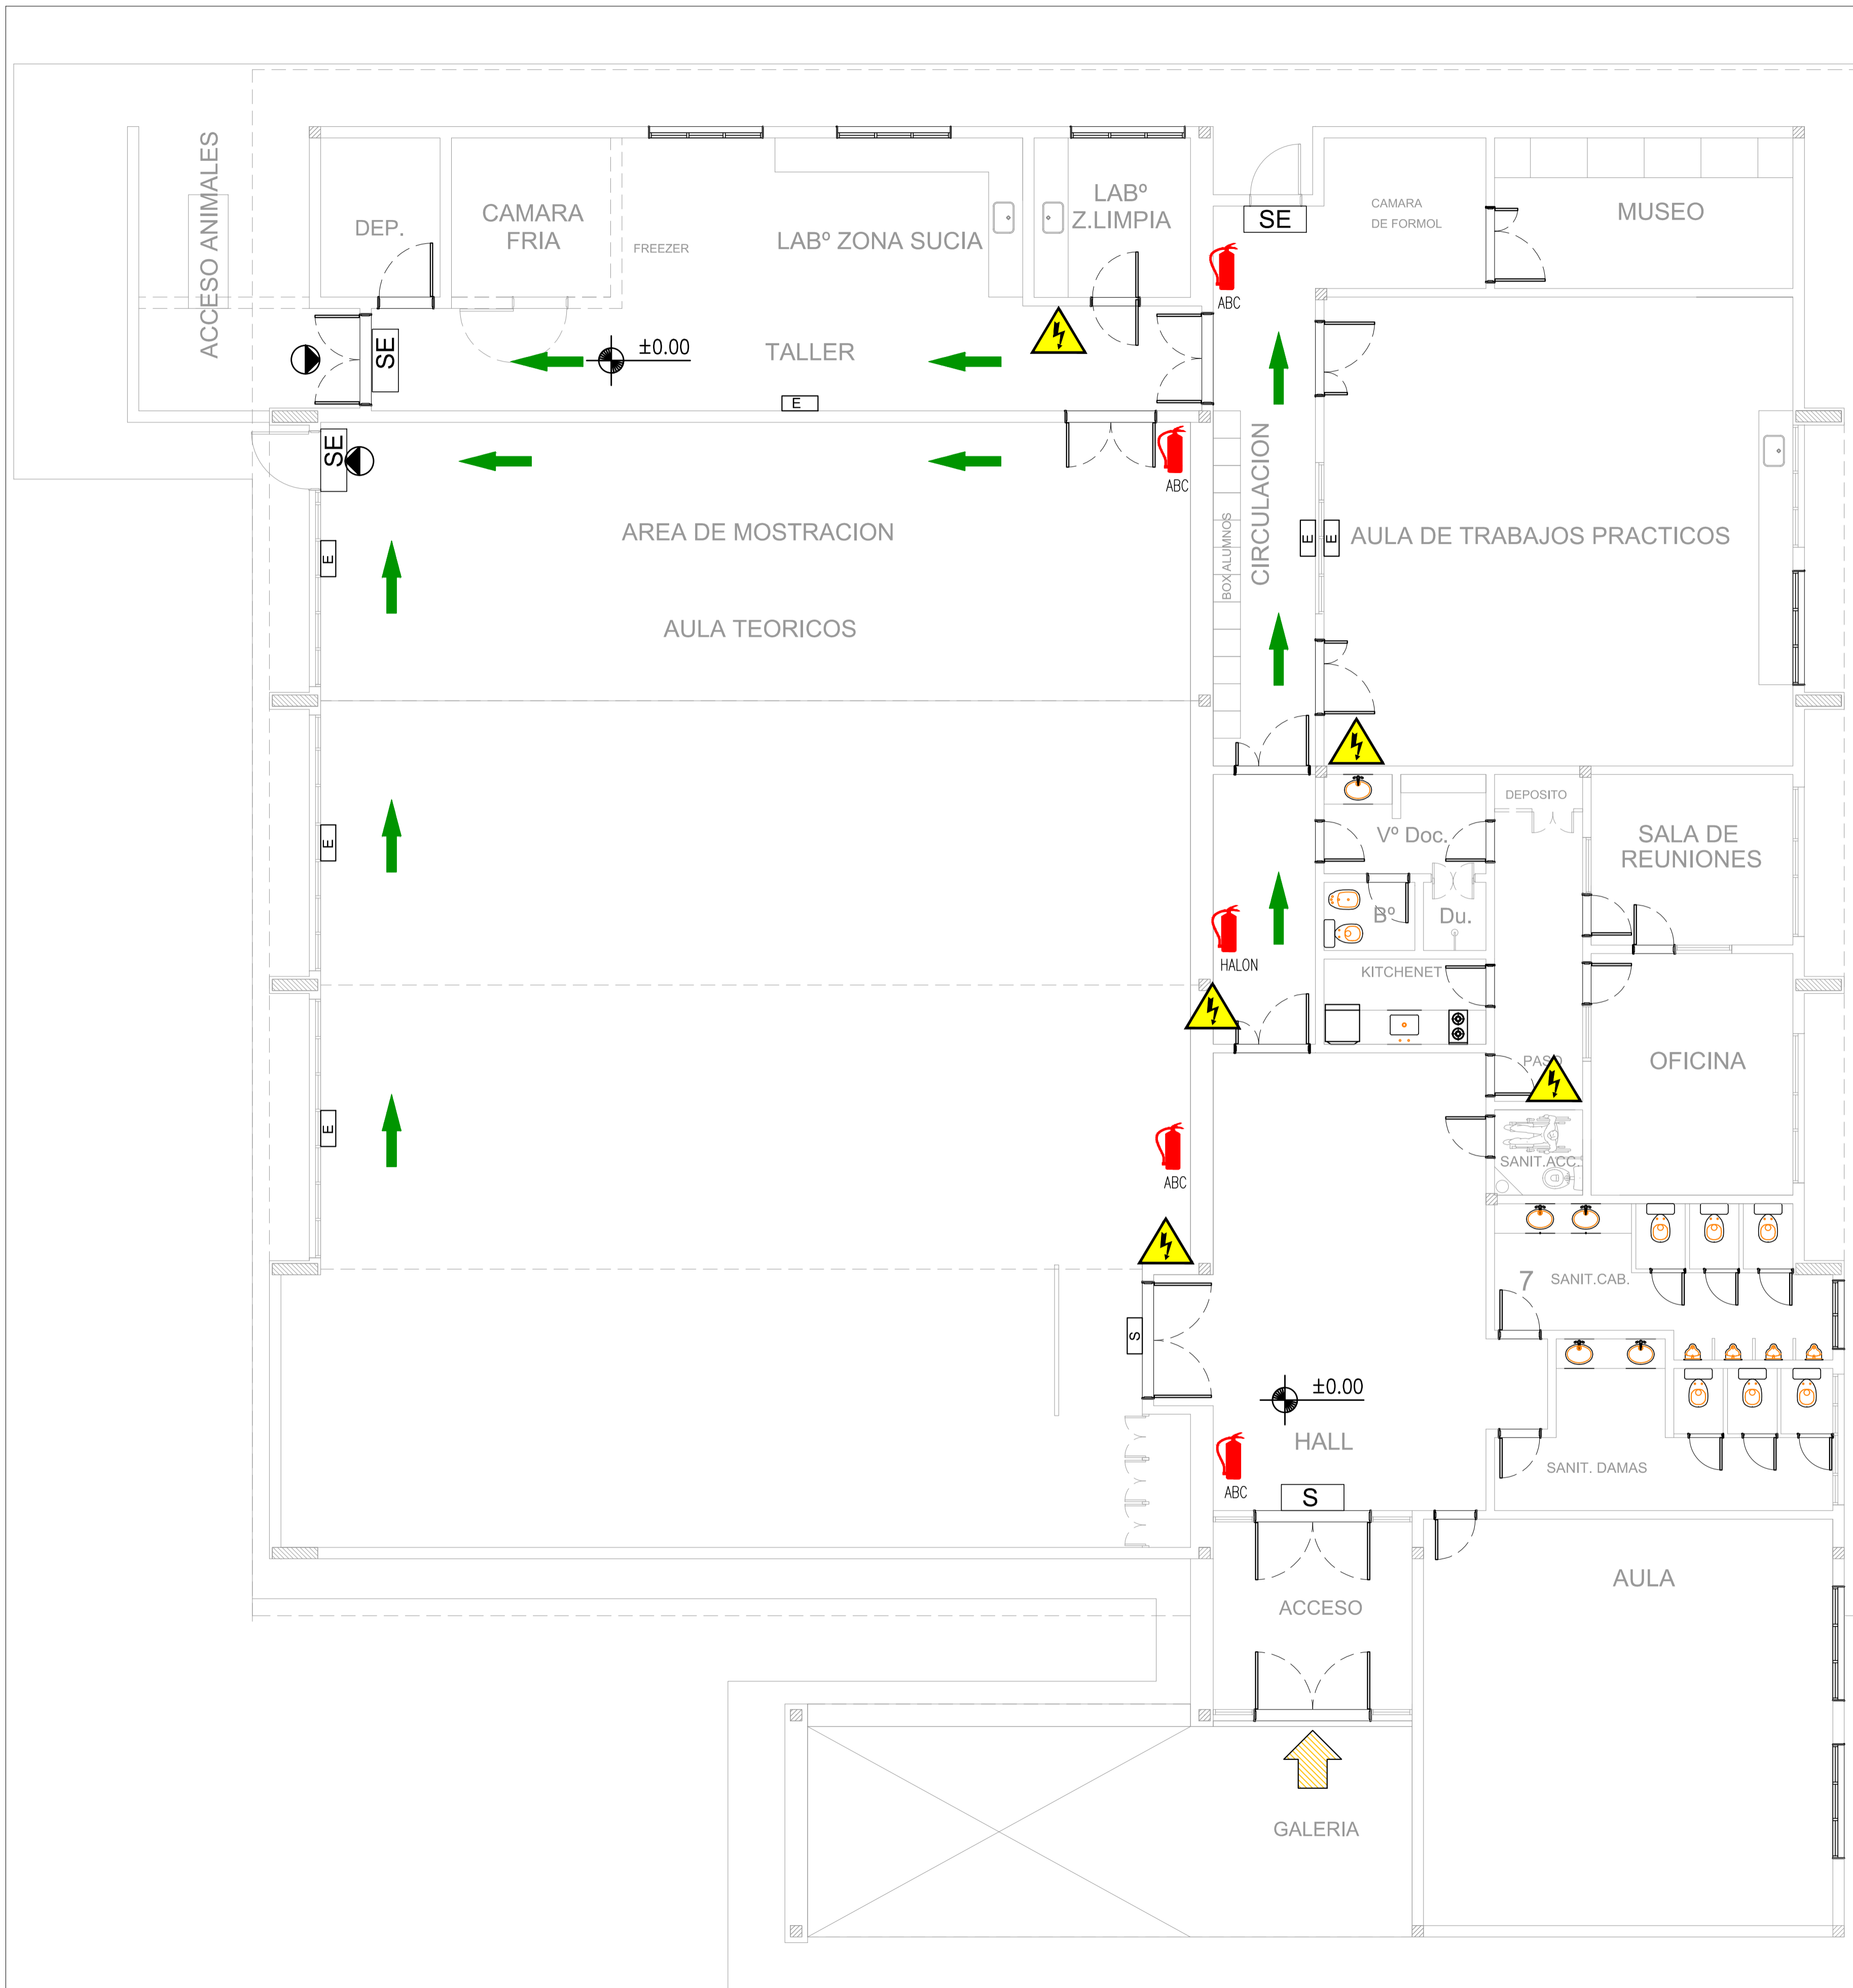 ACCESO ANIMALES
DEP.
CAMARA
FRIA
FREEZER
LABº ZONA SUCIA
LABº
Z.LIMPIA
SE
CAMARA
DE FORMOL
MUSEO
ABC
SE
±0.00
TALLER
E
SE
ABC
AREA DE MOSTRACION
AULA TEORICOS
E
E
E
BOX ALUMNOS
CIRCULACION
E
E
AULA DE TRABAJOS PRACTICOS
DEPOSITO
Vº Doc.
SALA DE
REUNIONES
Bº
Du.
HALON
KITCHENET
PASO
OFICINA
ABC
SANIT.ACC.
7
SANIT.CAB.
S
±0.00
HALL
SANIT. DAMAS
ABC
S
ACCESO
AULA
GALERIA